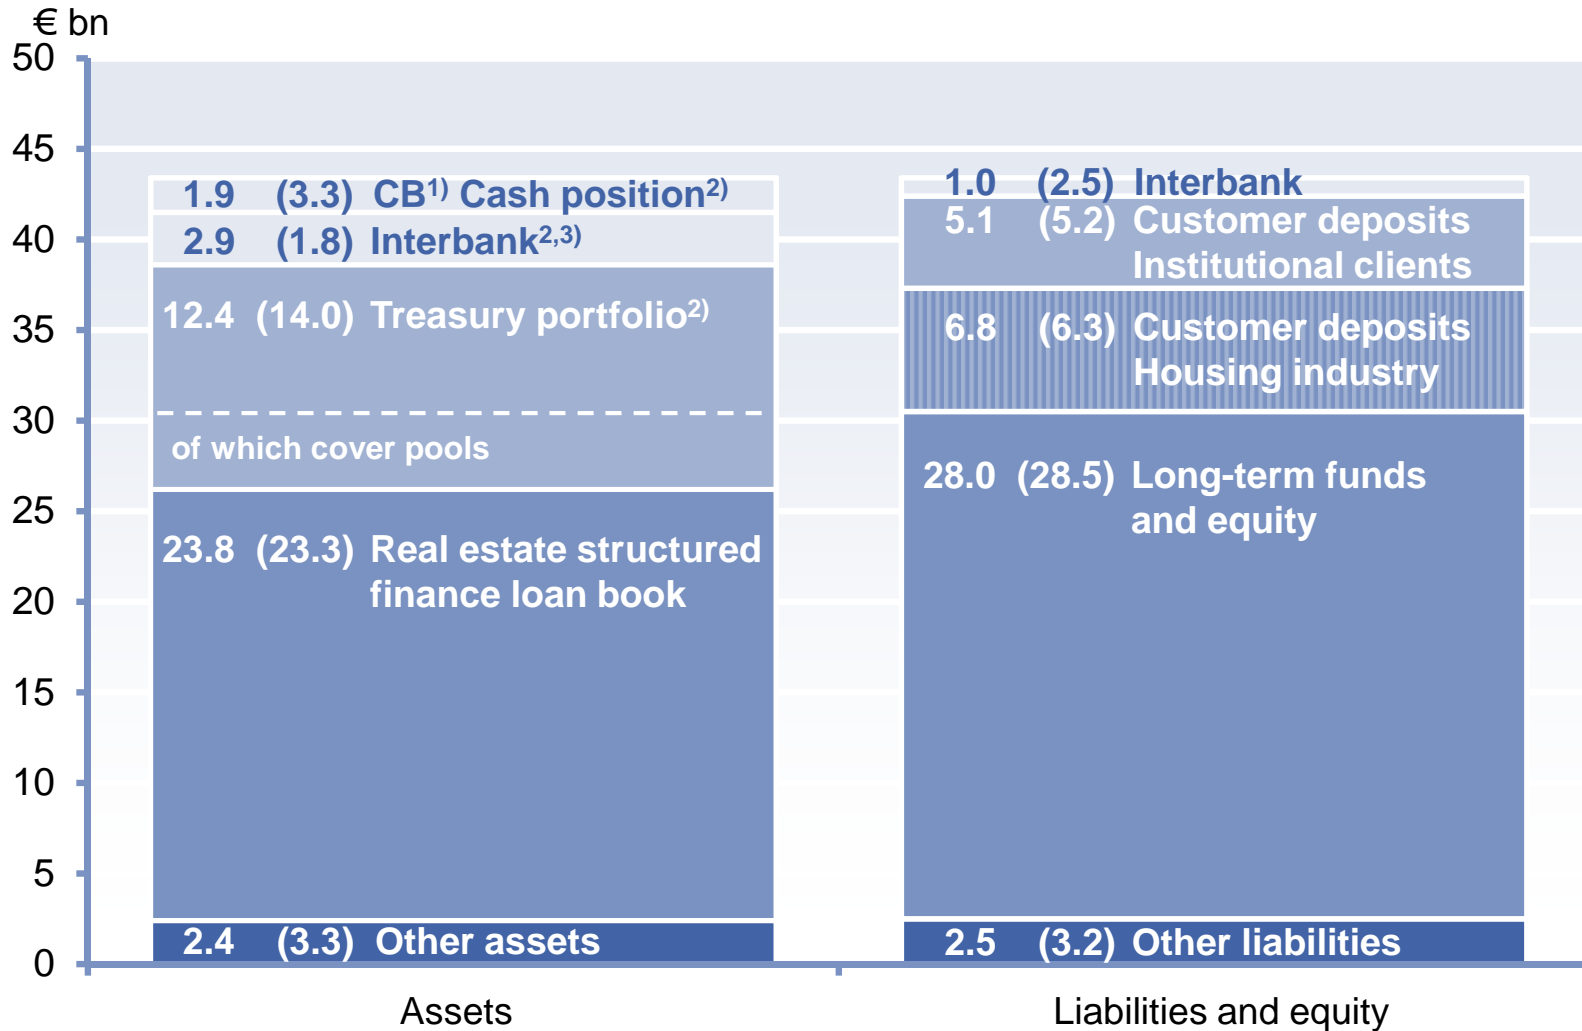 € bn
50
45
40
35
30
25
20
15
10
5
0
1.9 (3.3) CB1) Cash position2)
2.9 (1.8) Interbank2,3)
12.4 (14.0) Treasury portfolio2)
of which cover pools
23.8 (23.3) Real estate structured
finance loan book
2.4 (3.3) Other assets
1.0 (2.5) Interbank
5.1 (5.2) Customer deposits
Institutional clients
6.8 (6.3) Customer deposits
Housing industry
28.0 (28.5) Long-term funds
and equity
2.5 (3.2) Other liabilities
Assets
Liabilities and equity